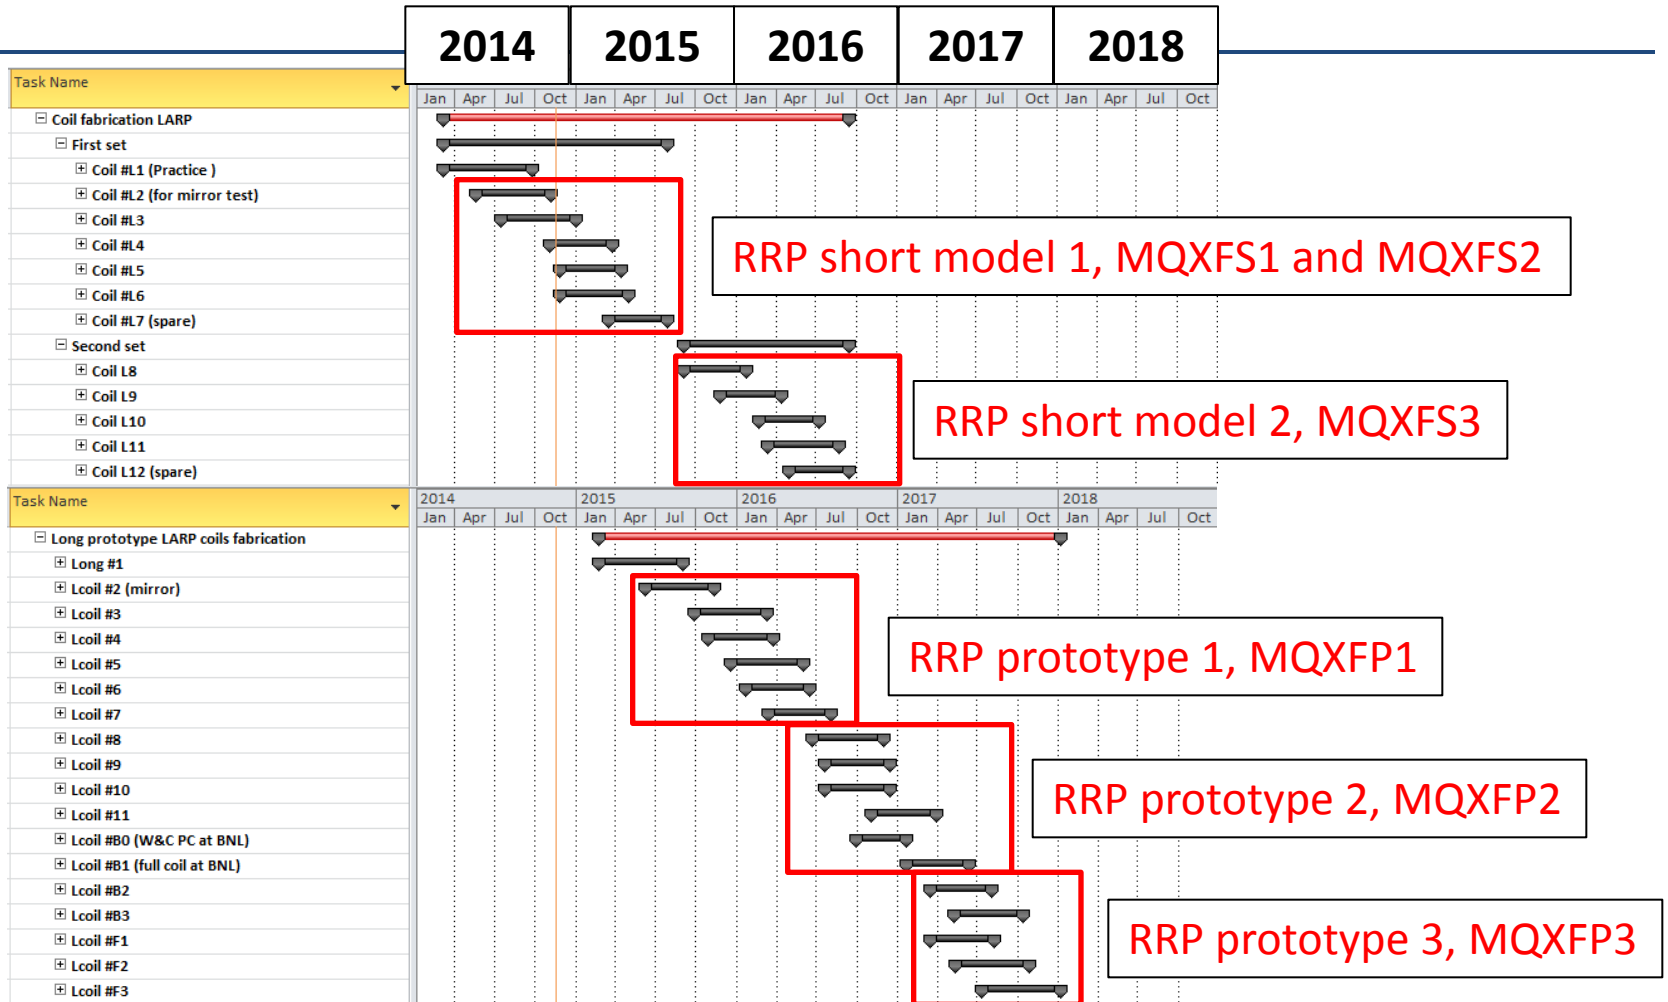 2014 2015 2016 2017 2018
Task Name
Jan Apr Jul Oct Jan Apr Jul Oct Jan Apr Jul Oct Jan Apr Jul Oct Jan Apr Jul Oct
Coil fabrication LARP
First set
Coil #L1 (Practice )
Coil #L2 (for mirror test)
Coil #L3
Coil #L4
RRP short model 1, MQXFS1 and MQXFS2
Coil #L5
Coil #L6
Coil #L7 (spare)
Second set
Coil L8
Coil L9
RRP short model 2, MQXFS3
Coil L10
Coil L11
Coil L12 (spare)
Task Name
2014 2015 2016 2017 2018
Jan Apr Jul Oct Jan Apr Jul Oct Jan Apr Jul Oct Jan Apr Jul Oct Jan Apr Jul Oct
Long prototype LARP coils fabrication
Long #1
Lcoil #2 (mirror)
Lcoil #3
Lcoil #4
RRP prototype 1, MQXFP1
Lcoil #5
Lcoil #6
Lcoil #7
Lcoil #8
Lcoil #9
Lcoil #10
RRP prototype 2, MQXFP2
Lcoil #11
Lcoil #B0 (W&C PC at BNL)
Lcoil #B1 (full coil at BNL)
Lcoil #B2
Lcoil #B3
Lcoil #F1
RRP prototype 3, MQXFP3
Lcoil #F2
Lcoil #F3